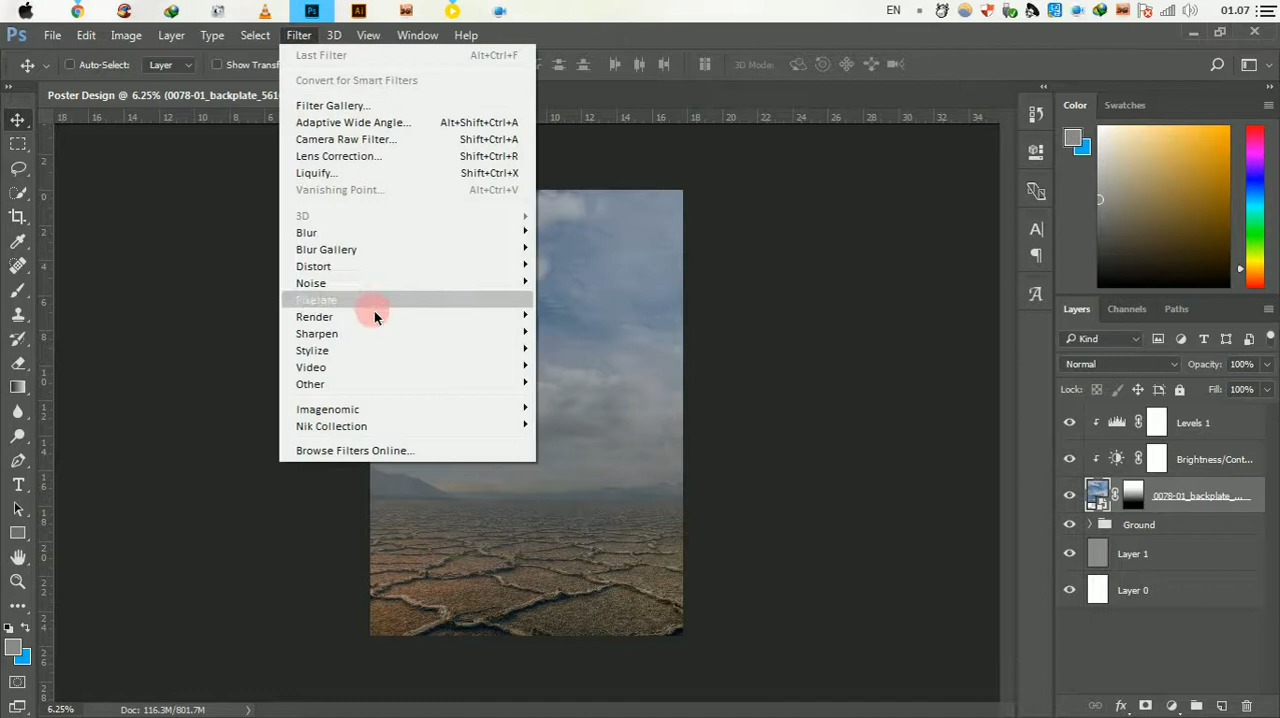 EN
01.07
Ps
File Edit Image Layer Type Select Filter 3D View Window Help
Auto-Select: Layer Show Transf 3D Mode:
Poster Design @ 6.25% (0078-01_backplate_561
18 16 14 12 10 8 6 10 12 14 16 18 20 22 24 26 28 30 32 34
Last Filter Alt+Ctrl+F
Convert for Smart Filters
Filter Gallery...
Adaptive Wide Angle... Alt+Shift+Ctrl+A
Camera Raw Filter... Shift+Ctrl+A
Lens Correction... Shift+Ctrl+R
Liquify... Shift+Ctrl+X
Vanishing Point... Alt+Ctrl+V
3D
Blur
Blur Gallery
Distort
Noise
Pixelate
Render
Sharpen
Stylize
Video
Other
Imagenomic
Nik Collection
Browse Filters Online...
Color Swatches
Layers Channels Paths
Kind
Normal Opacity: 100%
Lock: Fill: 100%
Levels 1
Brightness/Cont...
0078-01_backplate_...
Ground
Layer 1
Layer 0
6.25% Doc: 116.3M/801.7M